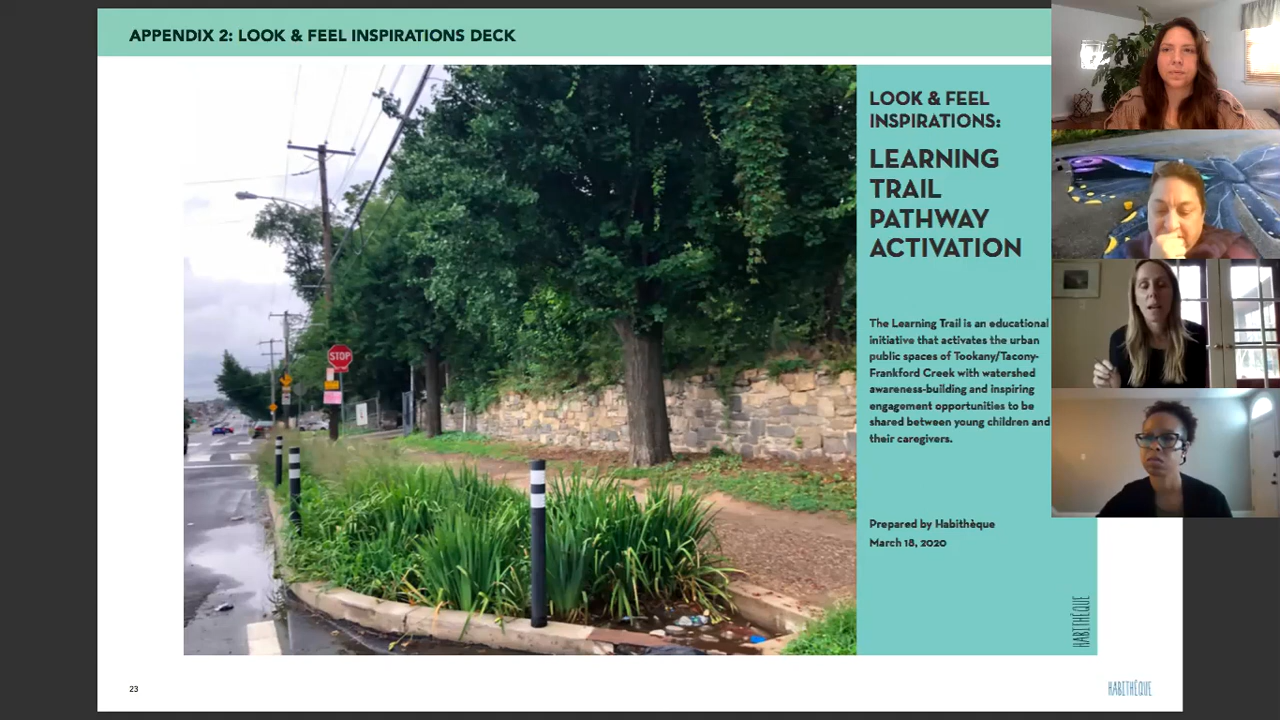 APPENDIX 2: LOOK & FEEL INSPIRATIONS DECK
LOOK & FEEL
INSPIRATIONS:
LEARNING
TRAIL
PATHWAY
ACTIVATION
The Learning Trail is an educational
initiative that activates the urban
public spaces of Tookany/Tacony-
Frankford Creek with watershed
awareness-building and inspiring
engagement opportunities to be
shared between young children and
their caregivers.
Prepared by Habithèque
March 18, 2020
HABITHÈQUE
STOP
23
HABITHÈQUE